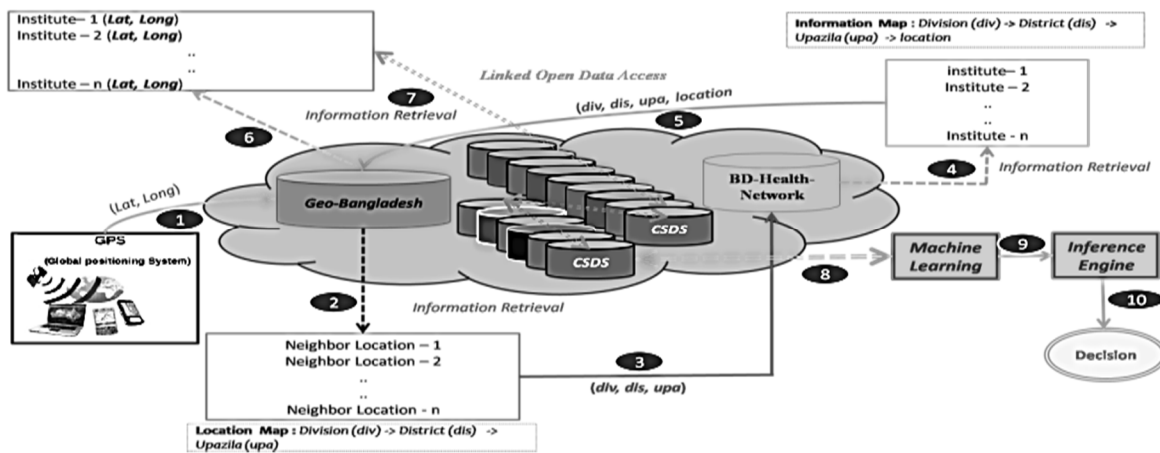 Institute– 1 (Lat, Long)
Institute – 2 (Lat, Long)
..
..
Institute – n (Lat, Long)
Information Map : Division (div) -> District (dis) ->
Upazila (upa) -> location
Linked Open Data Access
institute– 1
Institute – 2
..
..
Institute - n
7
Information Retrieval
(div, dis, upa, location
5
6
4
Information Retrieval
BD-Health-
Network
(Lat, Long)
1
Geo-Bangladesh
CSDS
CSDS
GPS
(Global positioning System)
8
Machine
Learning
9
Inference
Engine
2
Information Retrieval
10
Neighbor Location – 1
Neighbor Location – 2
..
..
Neighbor Location - n
3
(div, dis, upa)
Decision
Location Map : Division (div) -> District (dis) ->
Upazila (upa)